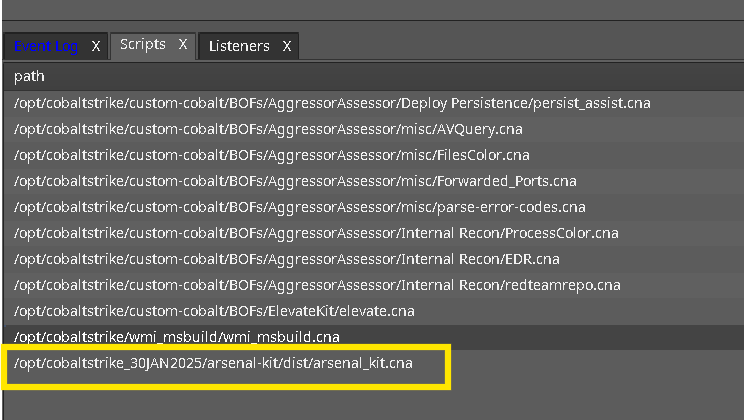 Event Log X Scripts X Listeners X
path
/opt/cobaltstrike/custom-cobalt/BOFs/AggressorAssessor/Deploy Persistence/persist_assist.cna
/opt/cobaltstrike/custom-cobalt/BOFs/AggressorAssessor/misc/AVQuery.cna
/opt/cobaltstrike/custom-cobalt/BOFs/AggressorAssessor/misc/FilesColor.cna
/opt/cobaltstrike/custom-cobalt/BOFs/AggressorAssessor/misc/Forwarded_Ports.cna
/opt/cobaltstrike/custom-cobalt/BOFs/AggressorAssessor/misc/parse-error-codes.cna
/opt/cobaltstrike/custom-cobalt/BOFs/AggressorAssessor/Internal Recon/ProcessColor.cna
/opt/cobaltstrike/custom-cobalt/BOFs/AggressorAssessor/Internal Recon/EDR.cna
/opt/cobaltstrike/custom-cobalt/BOFs/AggressorAssessor/Internal Recon/redteamrepo.cna
/opt/cobaltstrike/custom-cobalt/BOFs/ElevateKit/elevate.cna
/opt/cobaltstrike/wmi_msbuild/wmi_msbuild.cna
/opt/cobaltstrike_30JAN2025/arsenal-kit/dist/arsenal_kit.cna